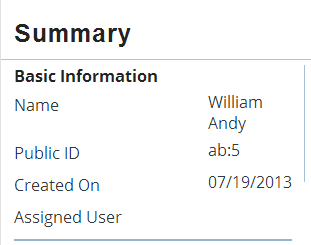 Summary
Basic Information
Name William
Andy
Public ID ab:5
Created On 07/19/2013
Assigned User